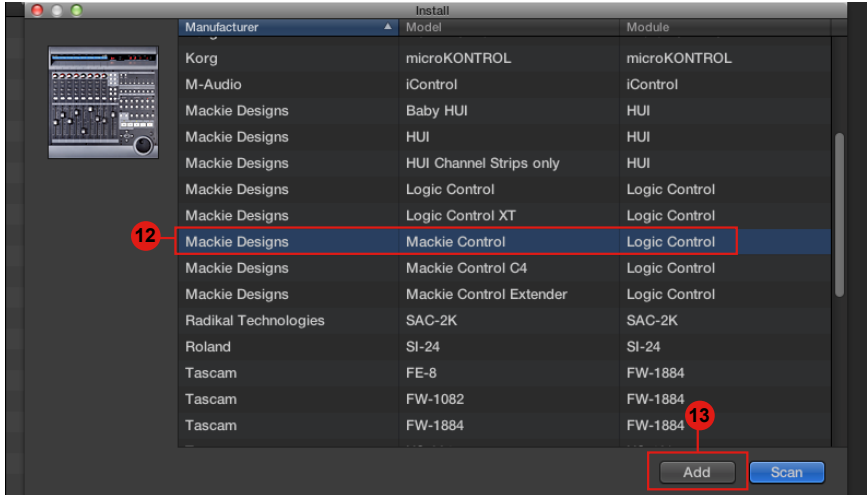 Install
Manufacturer Model Module
Korg microKONTROL microKONTROL
M-Audio iControl iControl
Mackie Designs Baby HUI HUI
Mackie Designs HUI HUI
Mackie Designs HUI Channel Strips only HUI
Mackie Designs Logic Control Logic Control
Mackie Designs Logic Control XT Logic Control
12 Mackie Designs Mackie Control Logic Control
Mackie Designs Mackie Control C4 Logic Control
Mackie Designs Mackie Control Extender Logic Control
Radikal Technologies SAC-2K SAC-2K
Roland SI-24 SI-24
Tascam FE-8 FW-1884
Tascam FW-1082 FW-1884
Tascam FW-1884 FW-1884
13
Add Scan